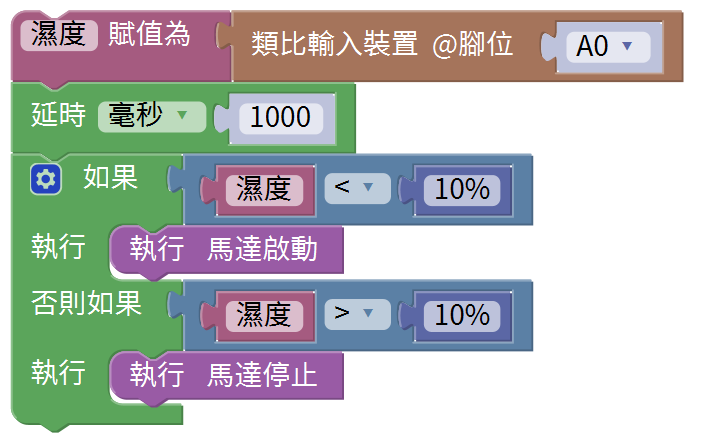 濕度 賦值為 類比輸入裝置 @腳位 A0
延時 毫秒 1000
如果 濕度 < 10%
執行 執行 馬達啟動
否則如果 濕度 > 10%
執行 執行 馬達停止